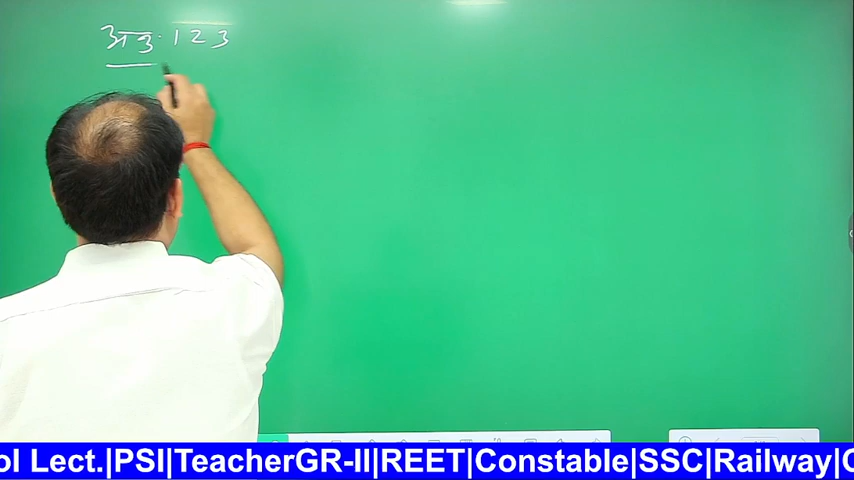 अनु. 123
ol Lect.|PSI|TeacherGR-II|REET|Constable|SSC|Railway|C